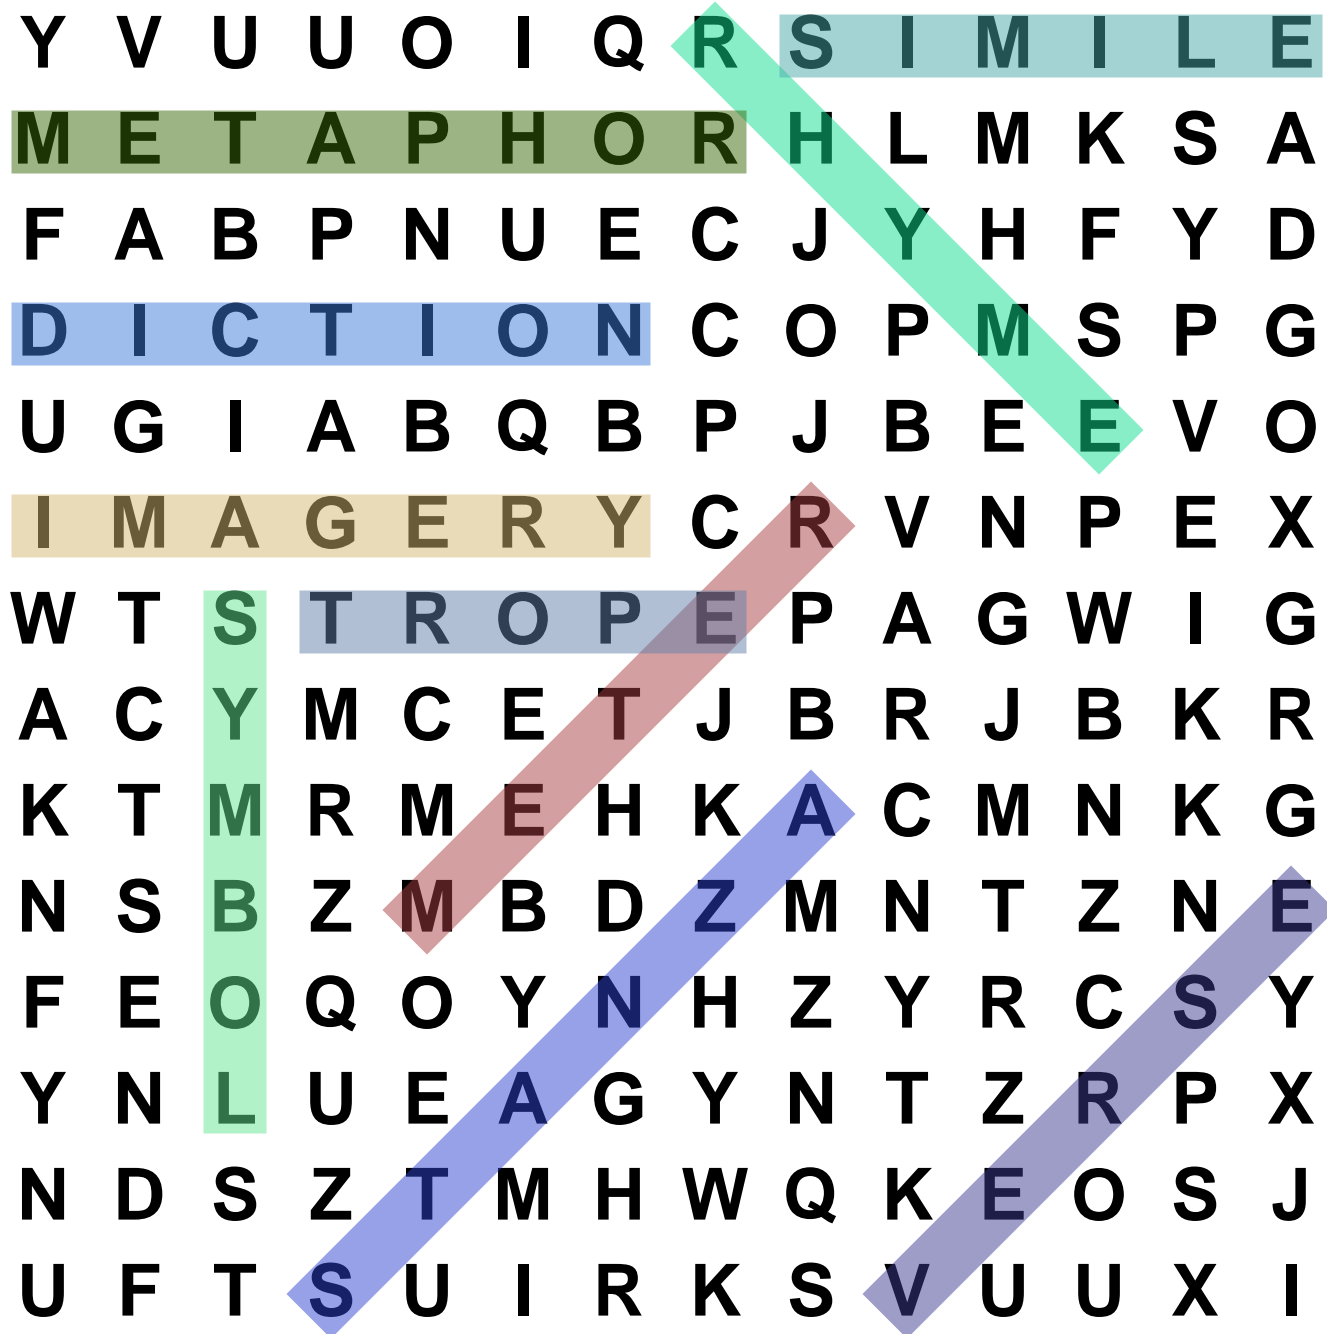 Y V U U O I Q R S I M I L E
M E T A P H O R H L M K S A
F A B P N U E C J Y H F Y D
D I C T I O N C O P M S P G
U G I A B Q B P J B E E V O
I M A G E R Y C R V N P E X
W T S T R O P E P A G W I G
A C Y M C E T J B R J B K R
K T M R M E H K A C M N K G
N S B Z M B D Z M N T Z N E
F E O Q O Y N H Z Y R C S Y
Y N L U E A G Y N T Z R P X
N D S Z T M H W Q K E O S J
U F T S U I R K S V U U X I